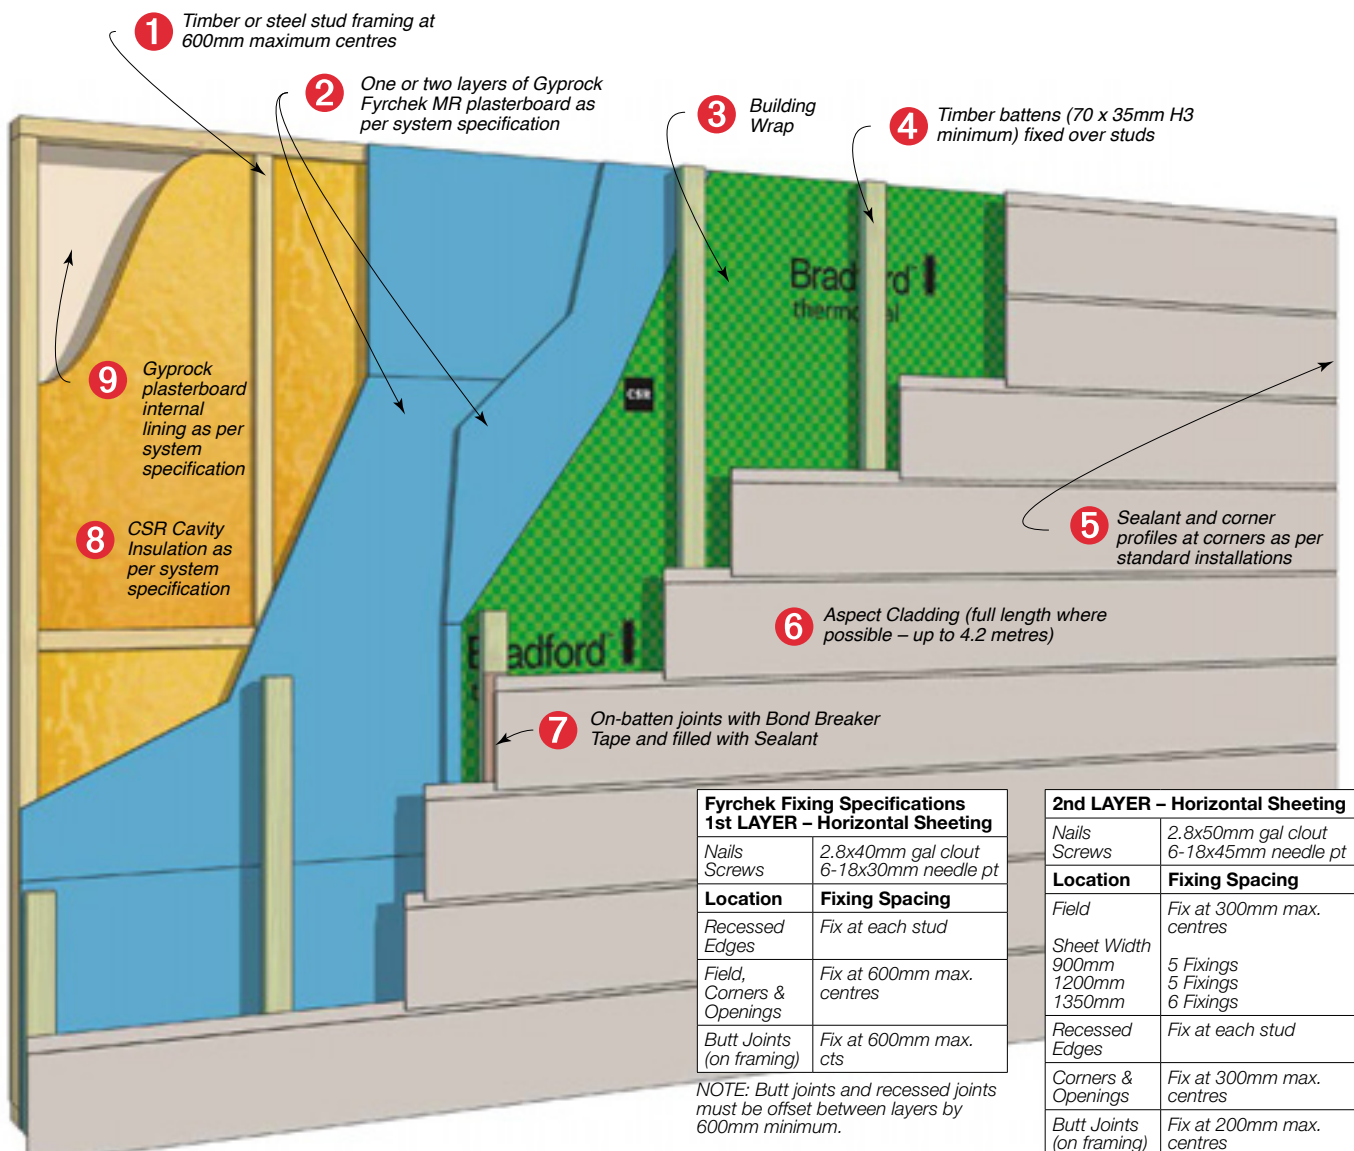 1 Timber or steel stud framing at
600mm maximum centres
2 One or two layers of Gyprock
Fyrchek MR plasterboard as
per system specification
3 Building
Wrap
4 Timber battens (70 x 35mm H3
minimum) fixed over studs
Bradford
CSR
9 Gyprock
plasterboard
internal
lining as per
system
specification
8 CSR Cavity
Insulation as
per system
specification
5 Sealant and corner
profiles at corners as per
standard installations
6 Aspect Cladding (full length where
possible – up to 4.2 metres)
Bradford
7 On-batten joints with Bond Breaker
Tape and filled with Sealant
Fyrchek Fixing Specifications
1st LAYER – Horizontal Sheeting
Nails 2.8x40mm gal clout
Screws 6-18x30mm needle pt
Location Fixing Spacing
Recessed Fix at each stud
Edges
Field, Fix at 600mm max.
Corners & centres
Openings
Butt Joints Fix at 600mm max.
(on framing) cts
NOTE: Butt joints and recessed joints
must be offset between layers by
600mm minimum.
2nd LAYER – Horizontal Sheeting
Nails 2.8x50mm gal clout
Screws 6-18x45mm needle pt
Location Fixing Spacing
Field Fix at 300mm max.
centres
Sheet Width
900mm 5 Fixings
1200mm 5 Fixings
1350mm 6 Fixings
Recessed Fix at each stud
Edges
Corners & Fix at 300mm max.
Openings centres
Butt Joints Fix at 200mm max.
(on framing) centres